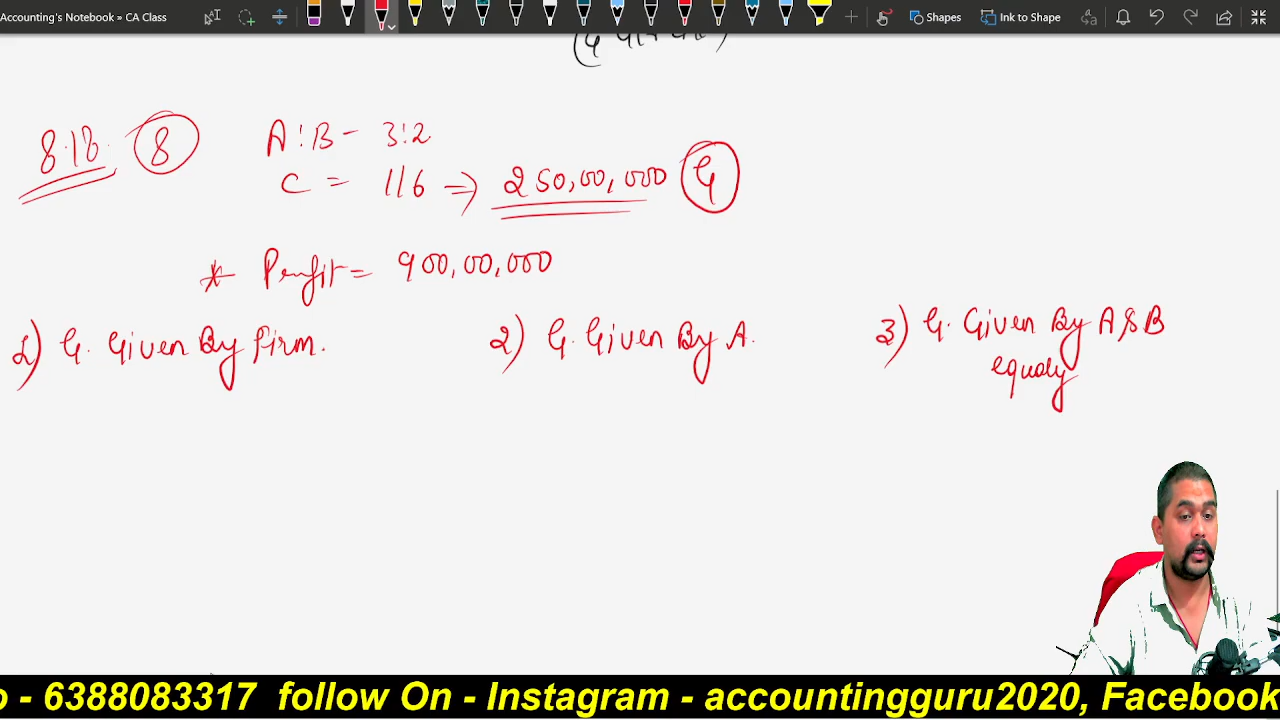 Accounting's Notebook » CA Class
Shapes
Ink to Shape
8.18. 8
A:B - 3:2
C = 1/6 ⇒ 250,00,000 G
* Profit = 900,00,000
1) G. Given By Firm.
2) G. Given By A.
3) G. Given By A & B
equaly
o - 6388083317 follow On - Instagram - accountingguru2020, Facebook